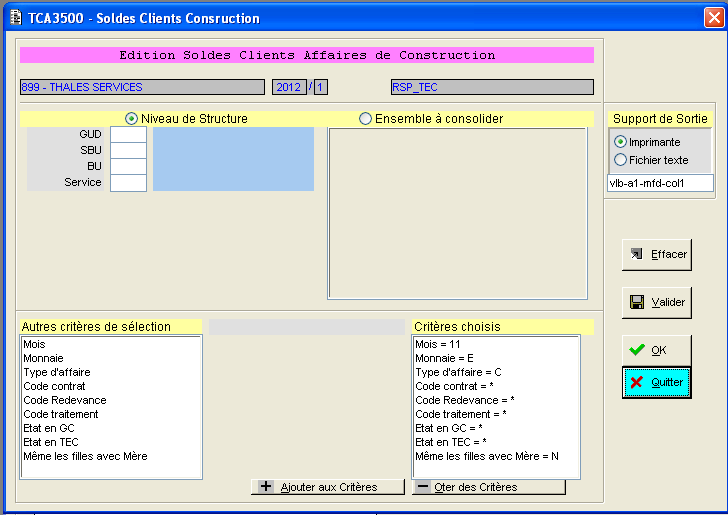 TCA3500 - Soldes Clients Consruction
Edition Soldes Clients Affaires de Construction
899 - THALES SERVICES 2012 / 1 RSP_TEC
Niveau de Structure Ensemble à consolider Support de Sortie
GUD
SBU
BU
Service
Imprimante
Fichier texte
vlb-a1-mfd-col1
Effacer
Valider
OK
Quitter
Autres critères de sélection
Mois
Monnaie
Type d'affaire
Code contrat
Code Redevance
Code traitement
Etat en GC
Etat en TEC
Même les filles avec Mère
Critères choisis
Mois = 11
Monnaie = E
Type d'affaire = C
Code contrat = *
Code Redevance = *
Code traitement = *
Etat en GC = *
Etat en TEC = *
Même les filles avec Mère = N
Ajouter aux Critères
Oter des Critères